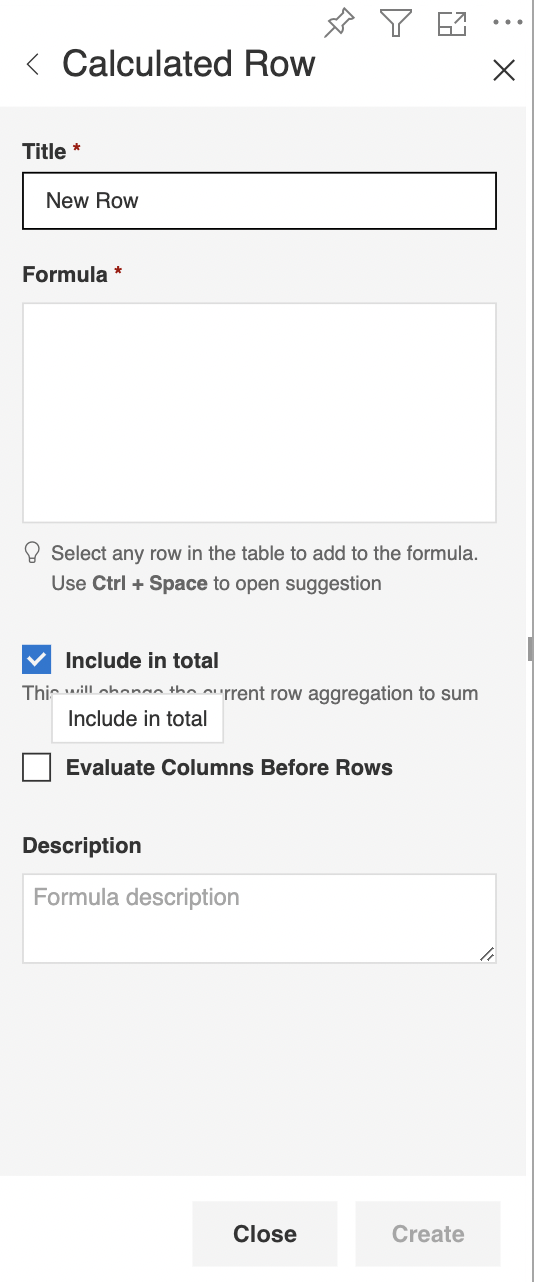 Calculated Row
Title *
New Row
Formula *
Select any row in the table to add to the formula.
Use Ctrl + Space to open suggestion
Include in total
This will change the current row aggregation to sum
Include in total
Evaluate Columns Before Rows
Description
Formula description
Close
Create